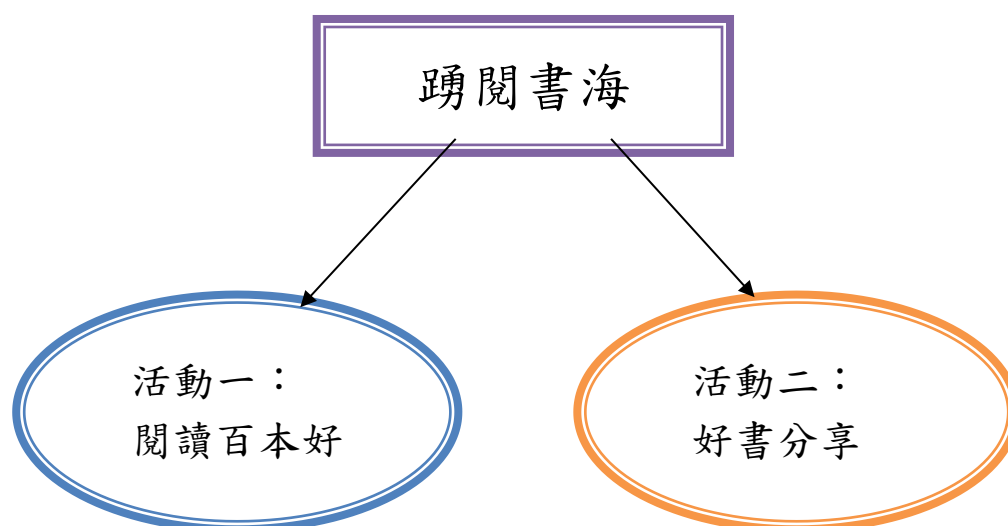 踴閱書海
活動一：
閱讀百本好
活動二：
好書分享